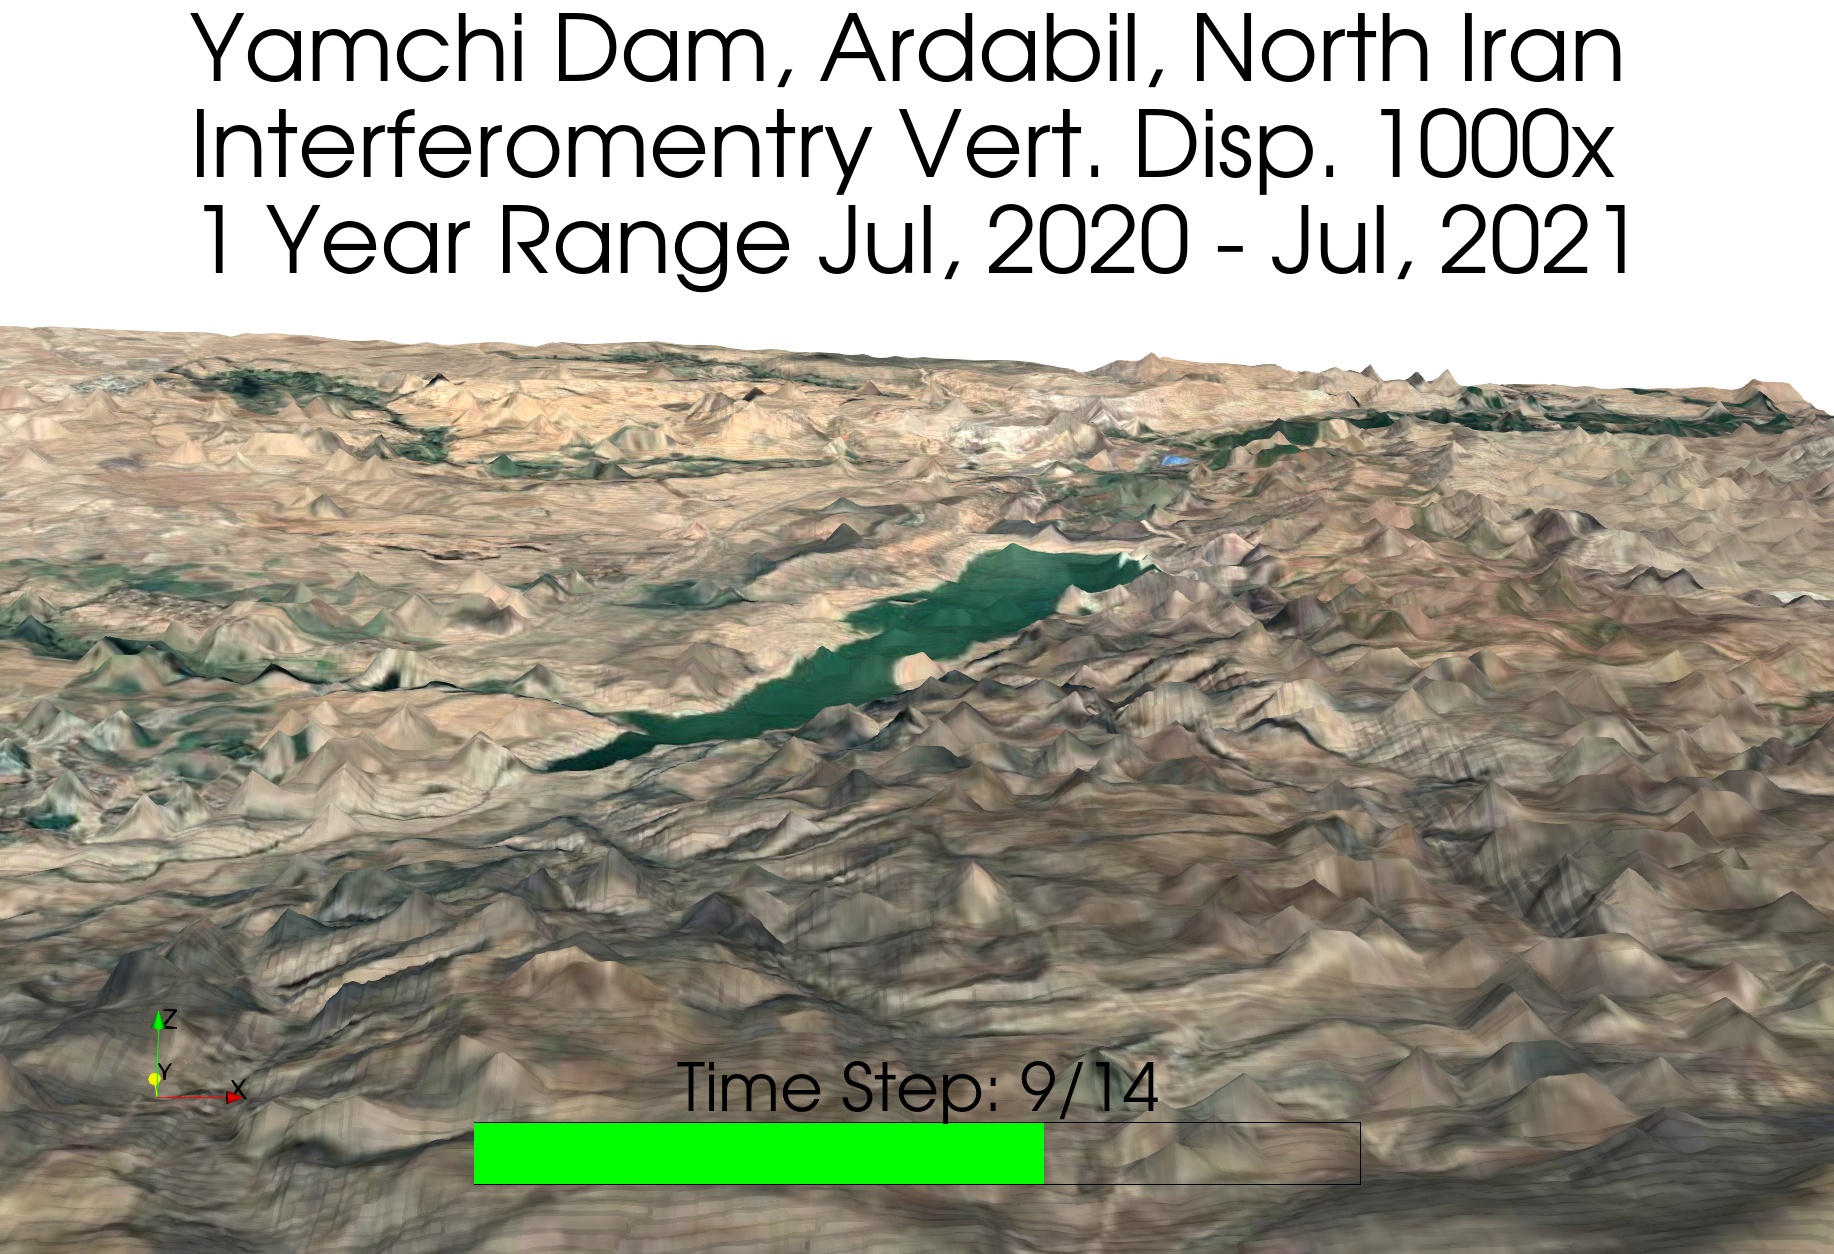 Yamchi Dam, Ardabil, North Iran
Interferomentry Vert. Disp. 1000x
1 Year Range Jul, 2020 - Jul, 2021
Z
Y
X
Time Step: 9/14